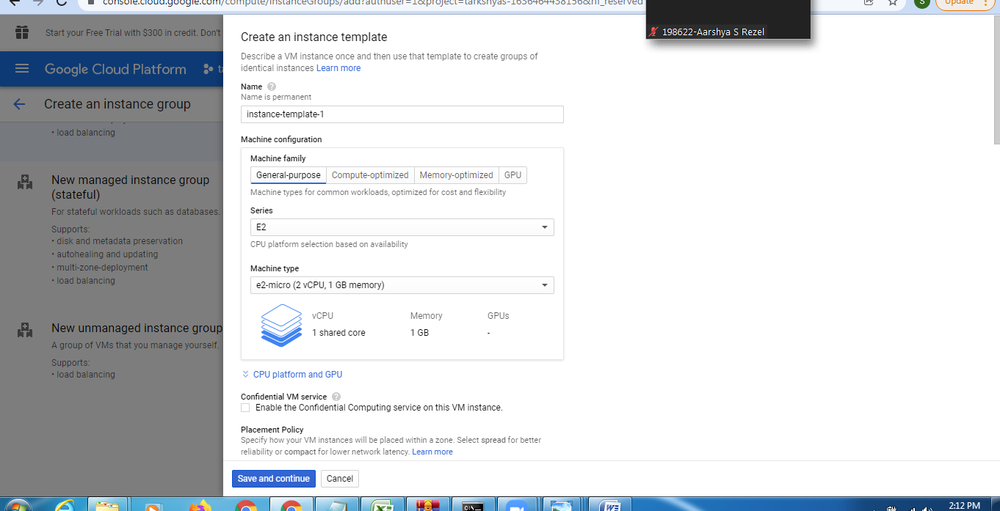 console.cloud.google.com/compute/instanceGroups/add?authuser=1&project=tarkshyas-1656464438156&rif_reserved
S
Update
198622-Aarshya S Rezel
Start your Free Trial with $300 in credit. Don't
Google Cloud Platform
Create an instance group
• load balancing
New managed instance group
(stateful)
For stateful workloads such as databases.
Supports:
• disk and metadata preservation
• autohealing and updating
• multi-zone-deployment
• load balancing
New unmanaged instance group
A group of VMs that you manage yourself.
Supports:
• load balancing
Create an instance template
Describe a VM instance once and then use that template to create groups of
identical instances Learn more
Name
Name is permanent
instance-template-1
Machine configuration
Machine family
General-purpose Compute-optimized Memory-optimized GPU
Machine types for common workloads, optimized for cost and flexibility
Series
E2
CPU platform selection based on availability
Machine type
e2-micro (2 vCPU, 1 GB memory)
vCPU Memory GPUs
1 shared core 1 GB -
CPU platform and GPU
Confidential VM service
Enable the Confidential Computing service on this VM instance.
Placement Policy
Specify how your VM instances will be placed within a zone. Select spread for better
reliability or compact for lower network latency. Learn more
Save and continue Cancel
2:12 PM